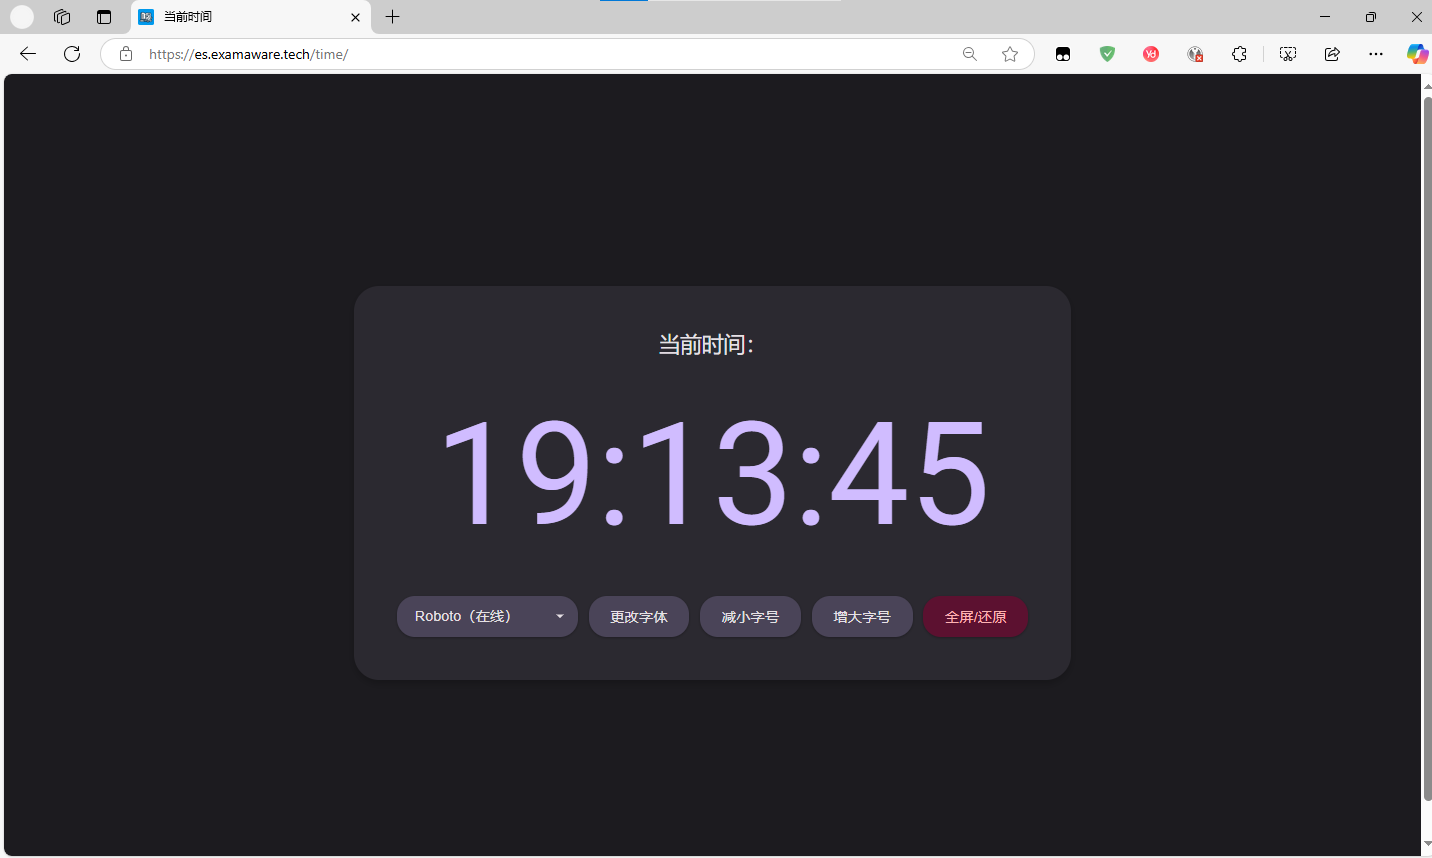 当前时间
https://es.examaware.tech/time/
当前时间：
19:13:45
Roboto（在线）
更改字体
减小字号
增大字号
全屏/还原